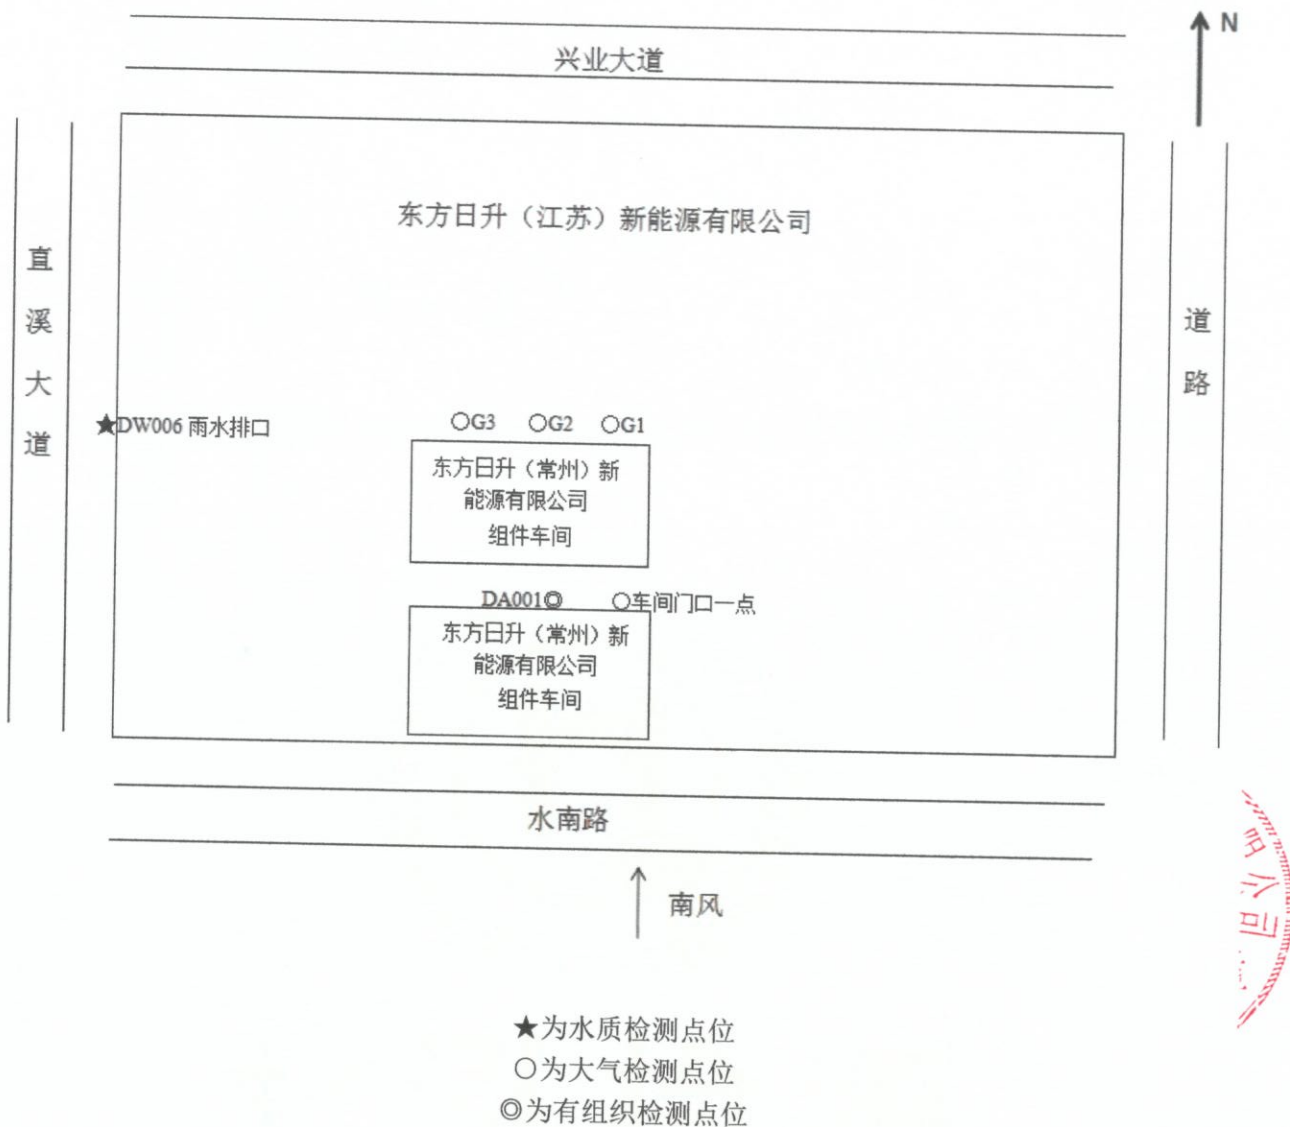 N
兴业大道
东方日升（江苏）新能源有限公司
直溪大道
道路
★DW006 雨水排口
○G3 ○G2 ○G1
东方日升（常州）新
能源有限公司
组件车间
DA001◎ ○车间门口一点
东方日升（常州）新
能源有限公司
组件车间
水南路
南风
公司
★为水质检测点位
○为大气检测点位
◎为有组织检测点位